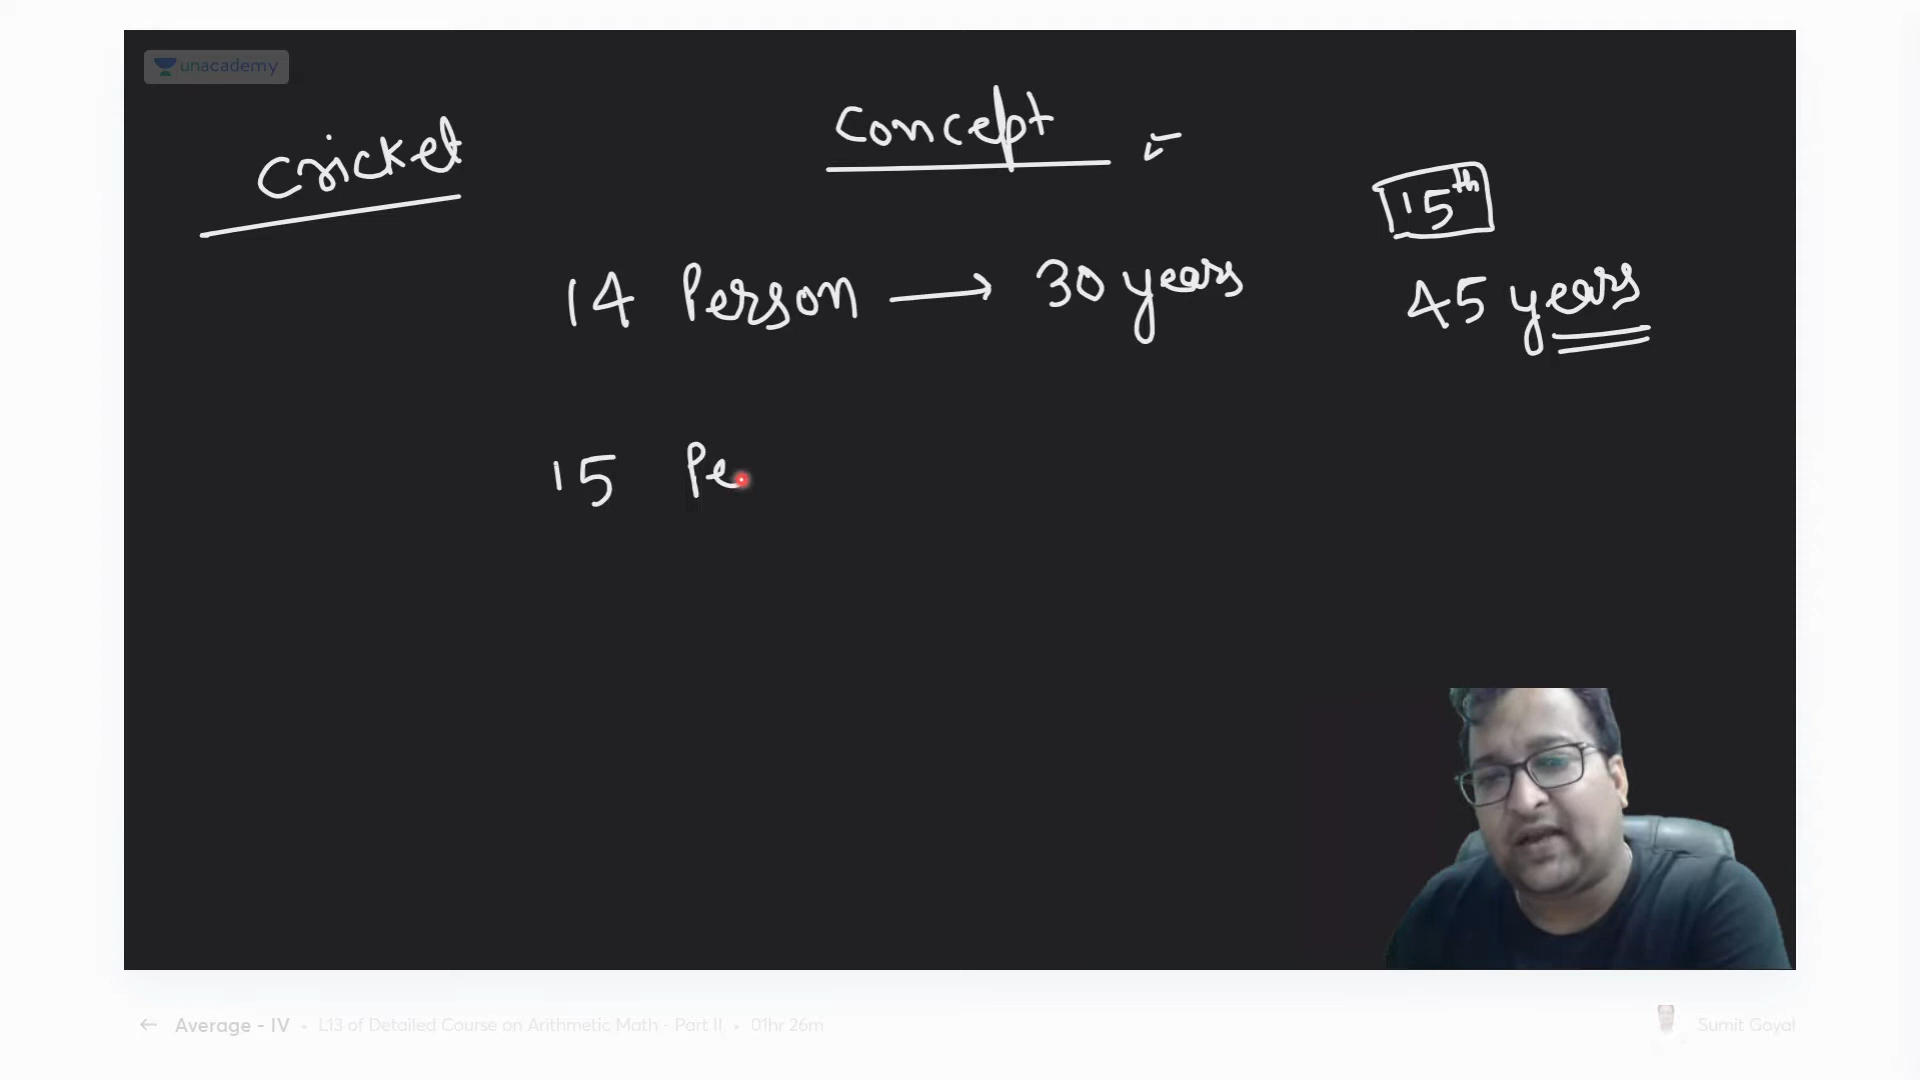 unacademy
Cricket
Concept
15th
14 Person → 30 years
45 years
15 Pe
← Average - IV • L13 of Detailed Course on Arithmetic Math - Part II • 01hr 26m
Sumit Goyal